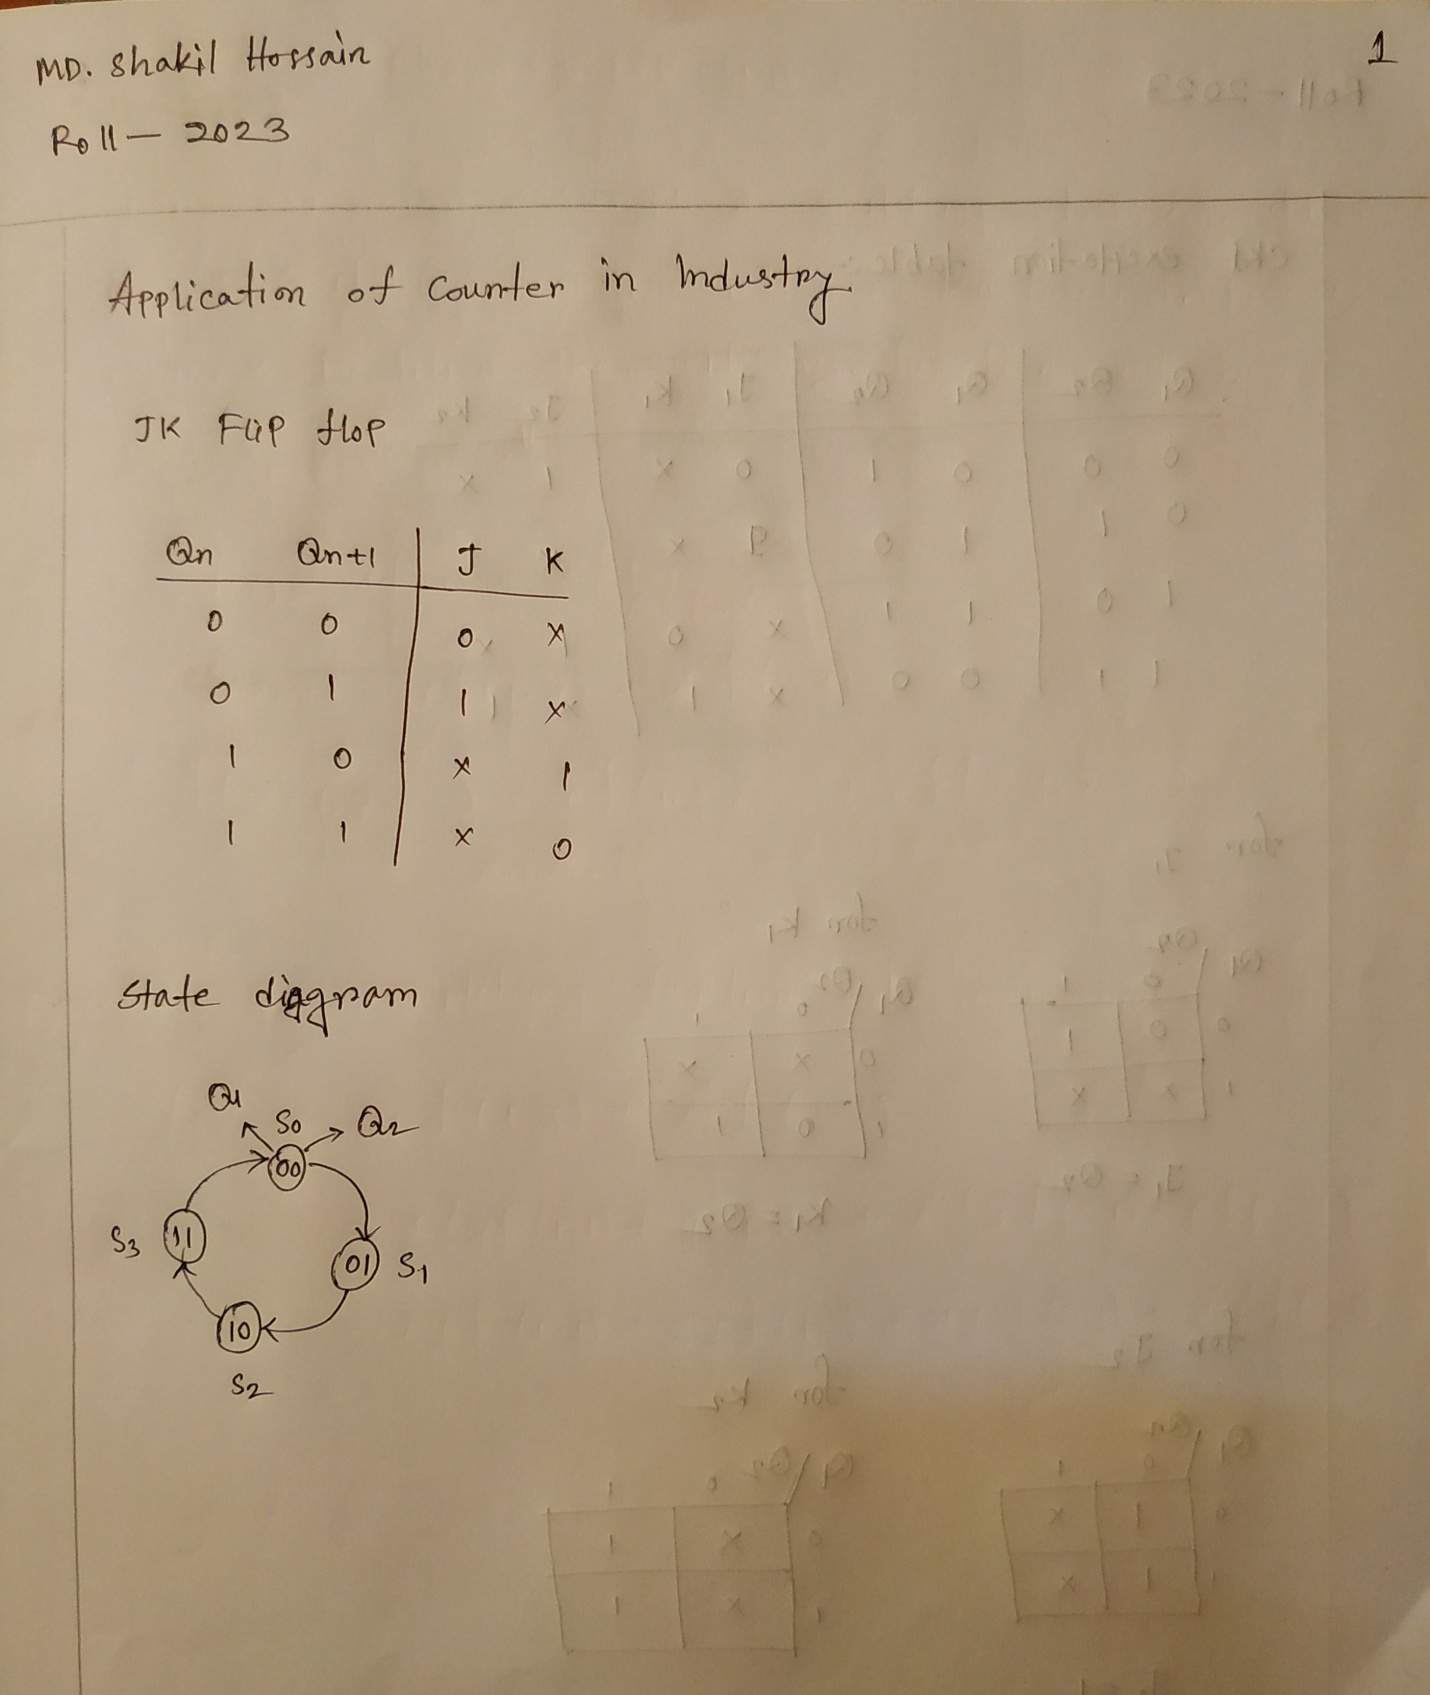 MD. Shakil Hossain
1
Roll — 2023
Application of Counter in Industry.
JK Flip flop
Qn Qn+1 J K
0 0 0 x
0 1 1 x
1 0 x 1
1 1 x 0
State diagram
Q1 S0 Q2
00
S3 11 01 S1
10
S2